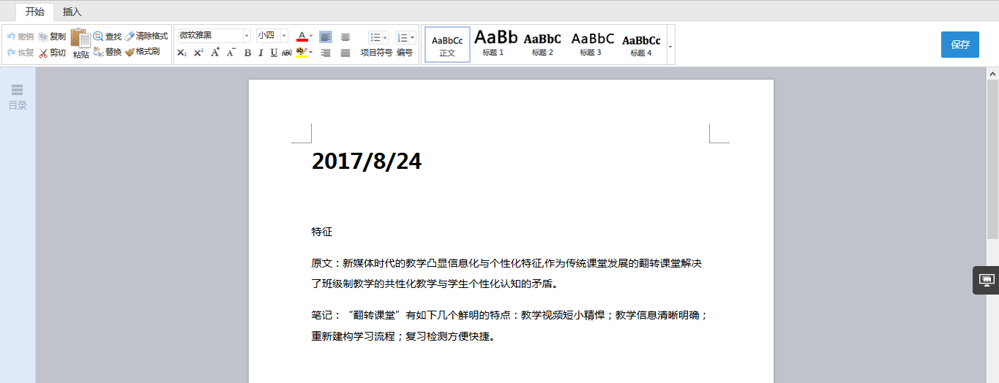 开始 插入
撤销 复制 查找 清除格式
恢复 剪切 粘贴 替换 格式刷
微软雅黑 小四 A
X₂ X² A⁺ A⁻ B I U ABC ab 项目符号 编号
AaBbCc AaBb AaBbC AaBbC AaBbCc
正文 标题 1 标题 2 标题 3 标题 4
保存
目录
2017/8/24
特征
原文：新媒体时代的教学凸显信息化与个性化特征,作为传统课堂发展的翻转课堂解决
了班级制教学的共性化教学与学生个性化认知的矛盾。
笔记：“翻转课堂”有如下几个鲜明的特点：教学视频短小精悍；教学信息清晰明确；
重新建构学习流程；复习检测方便快捷。